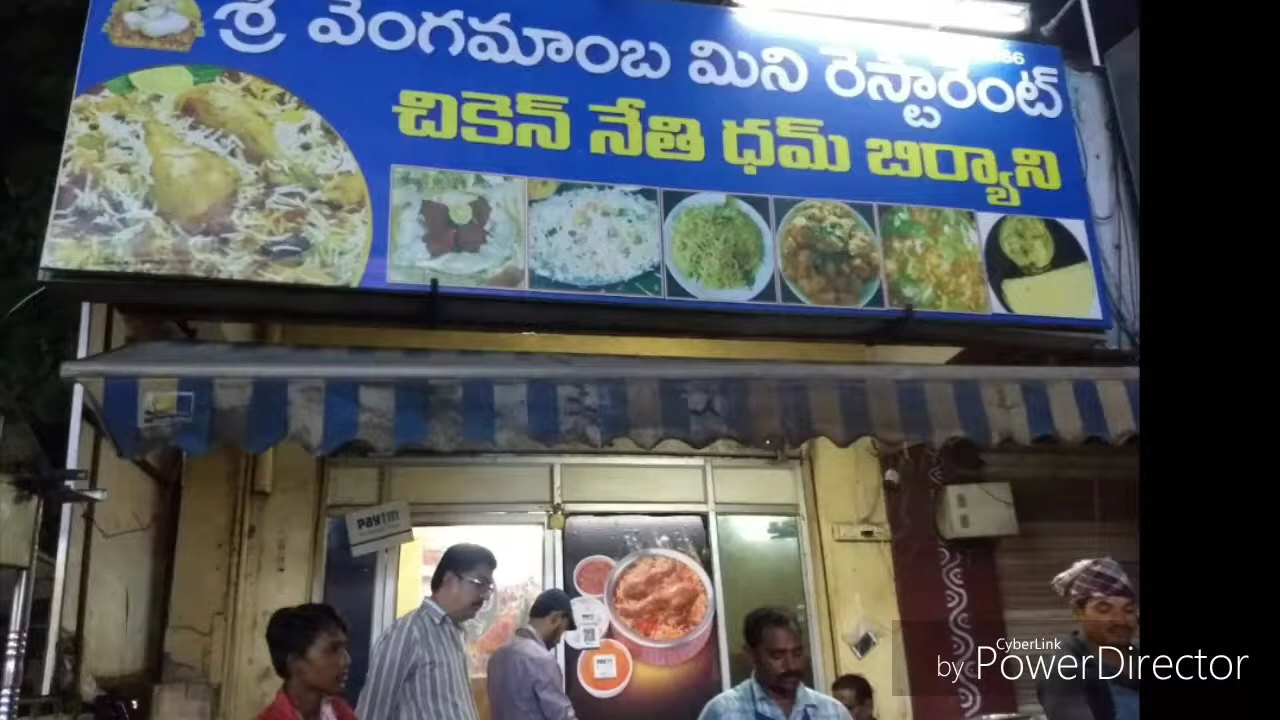 శ్రీ వెంగమాంబ మిని రెస్టారెంట్
చికెన్ నేతి ధమ్ బిర్యాని
PayTM
CyberLink
by PowerDirector